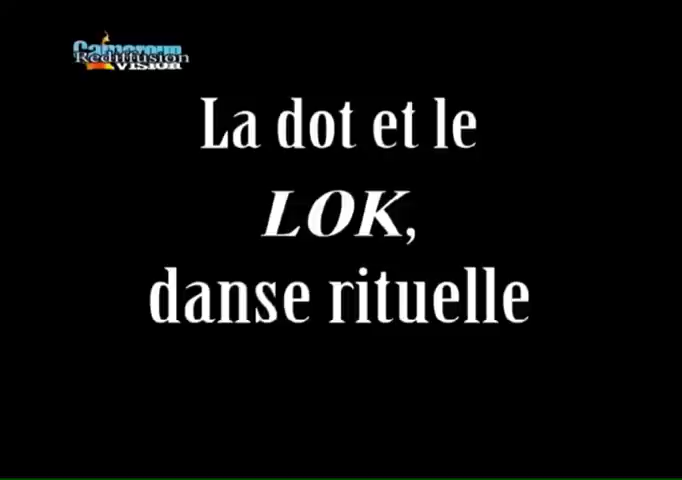 Cameroun
Rediffusion
VISION
La dot et le
LOK,
danse rituelle